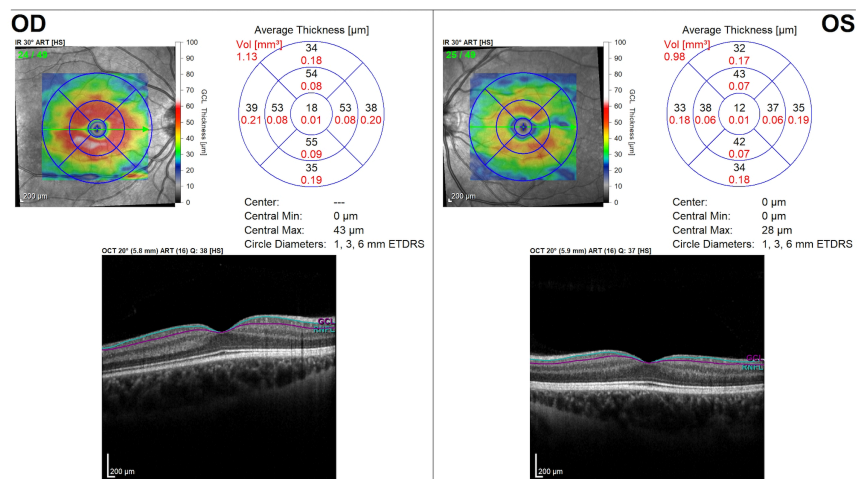 OD
OS
IR 30° ART [HS]
25 / 49
100
90
80
70
60
50
40
30
20
10
0
GCL Thickness [µm]
200 µm
Average Thickness [µm]
Vol [mm³]
1.13
34
0.18
54
0.08
39
0.21
53
0.08
18
0.01
53
0.08
38
0.20
55
0.09
35
0.19
Center: ---
Central Min: 0 µm
Central Max: 43 µm
Circle Diameters: 1, 3, 6 mm ETDRS
OCT 20° (5.8 mm) ART (16) Q: 38 [HS]
GCL
200 µm
IR 30° ART [HS]
25 / 49
100
90
80
70
60
50
40
30
20
10
0
GCL Thickness [µm]
200 µm
Average Thickness [µm]
Vol [mm³]
0.98
32
0.17
43
0.07
33
0.18
38
0.06
12
0.01
37
0.06
35
0.19
42
0.07
34
0.18
Center: 0 µm
Central Min: 0 µm
Central Max: 28 µm
Circle Diameters: 1, 3, 6 mm ETDRS
OCT 20° (5.9 mm) ART (16) Q: 37 [HS]
GCL
200 µm